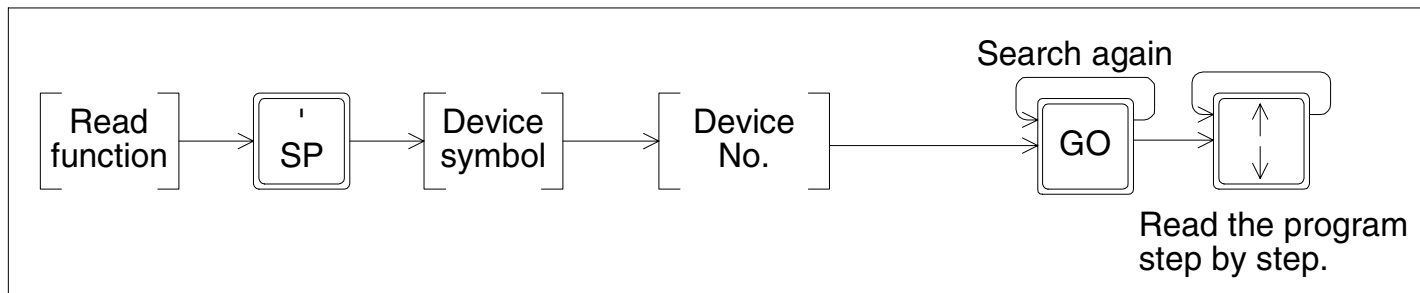 Search again
Read
function
'
SP
Device
symbol
Device
No.
GO
Read the program
step by step.